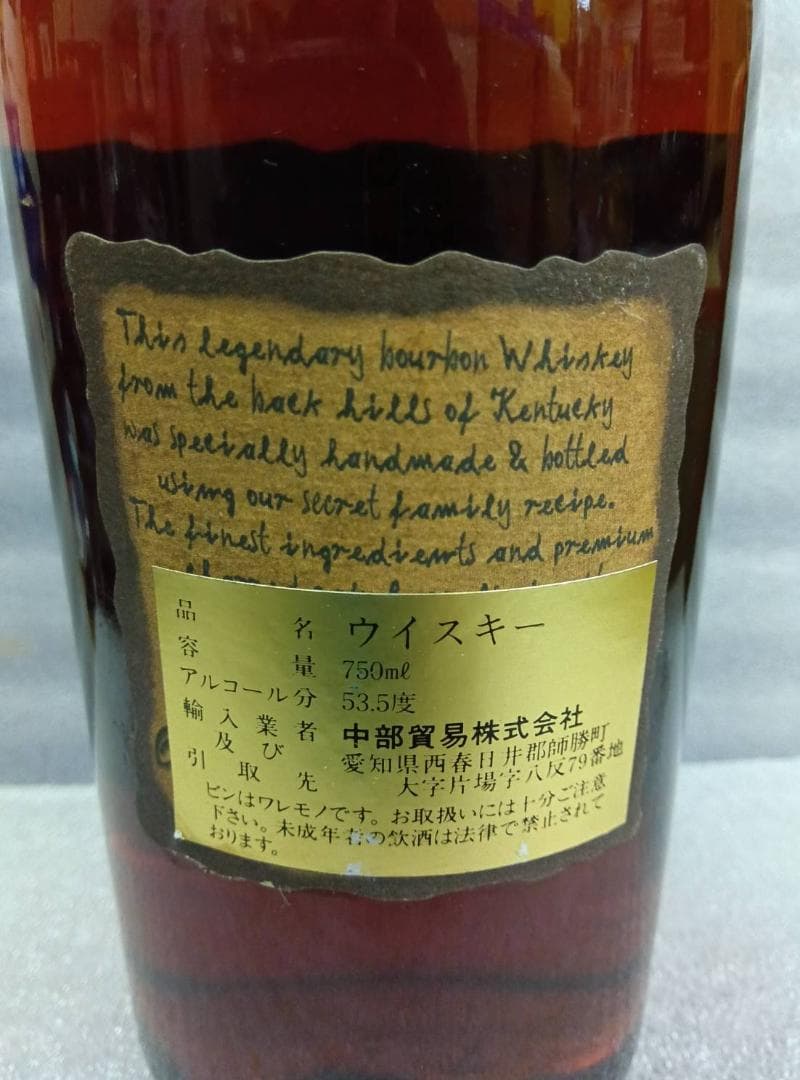 This legendary bourbon Whiskey
from the back hills of Kentucky
was specially handmade & bottled
using our secret family recipe.
The finest ingredients and premium
品名 ウイスキー
容量 750ml
アルコール分 53.5度
輸入業者 中部貿易株式会社
及び 愛知県西春日井郡師勝町
引取先 大字片場字八反79番地
ビンはワレモノです。お取扱いには十分ご注意
下さい。未成年者の飲酒は法律で禁止されて
おります。